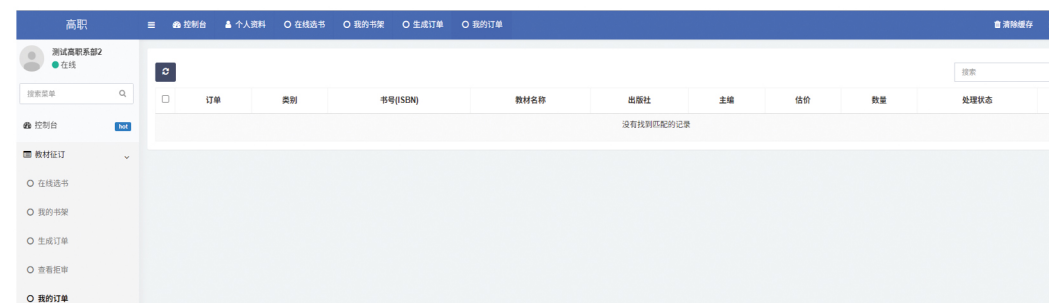 高职
控制台 个人资料 在线选书 我的书架 生成订单 我的订单 清除缓存
测试高职系部2
在线
搜索菜单
搜索
订单 类别 书号(ISBN) 教材名称 出版社 主编 估价 数量 处理状态
没有找到匹配的记录
控制台 hot
教材征订
在线选书
我的书架
生成订单
查看拒审
我的订单